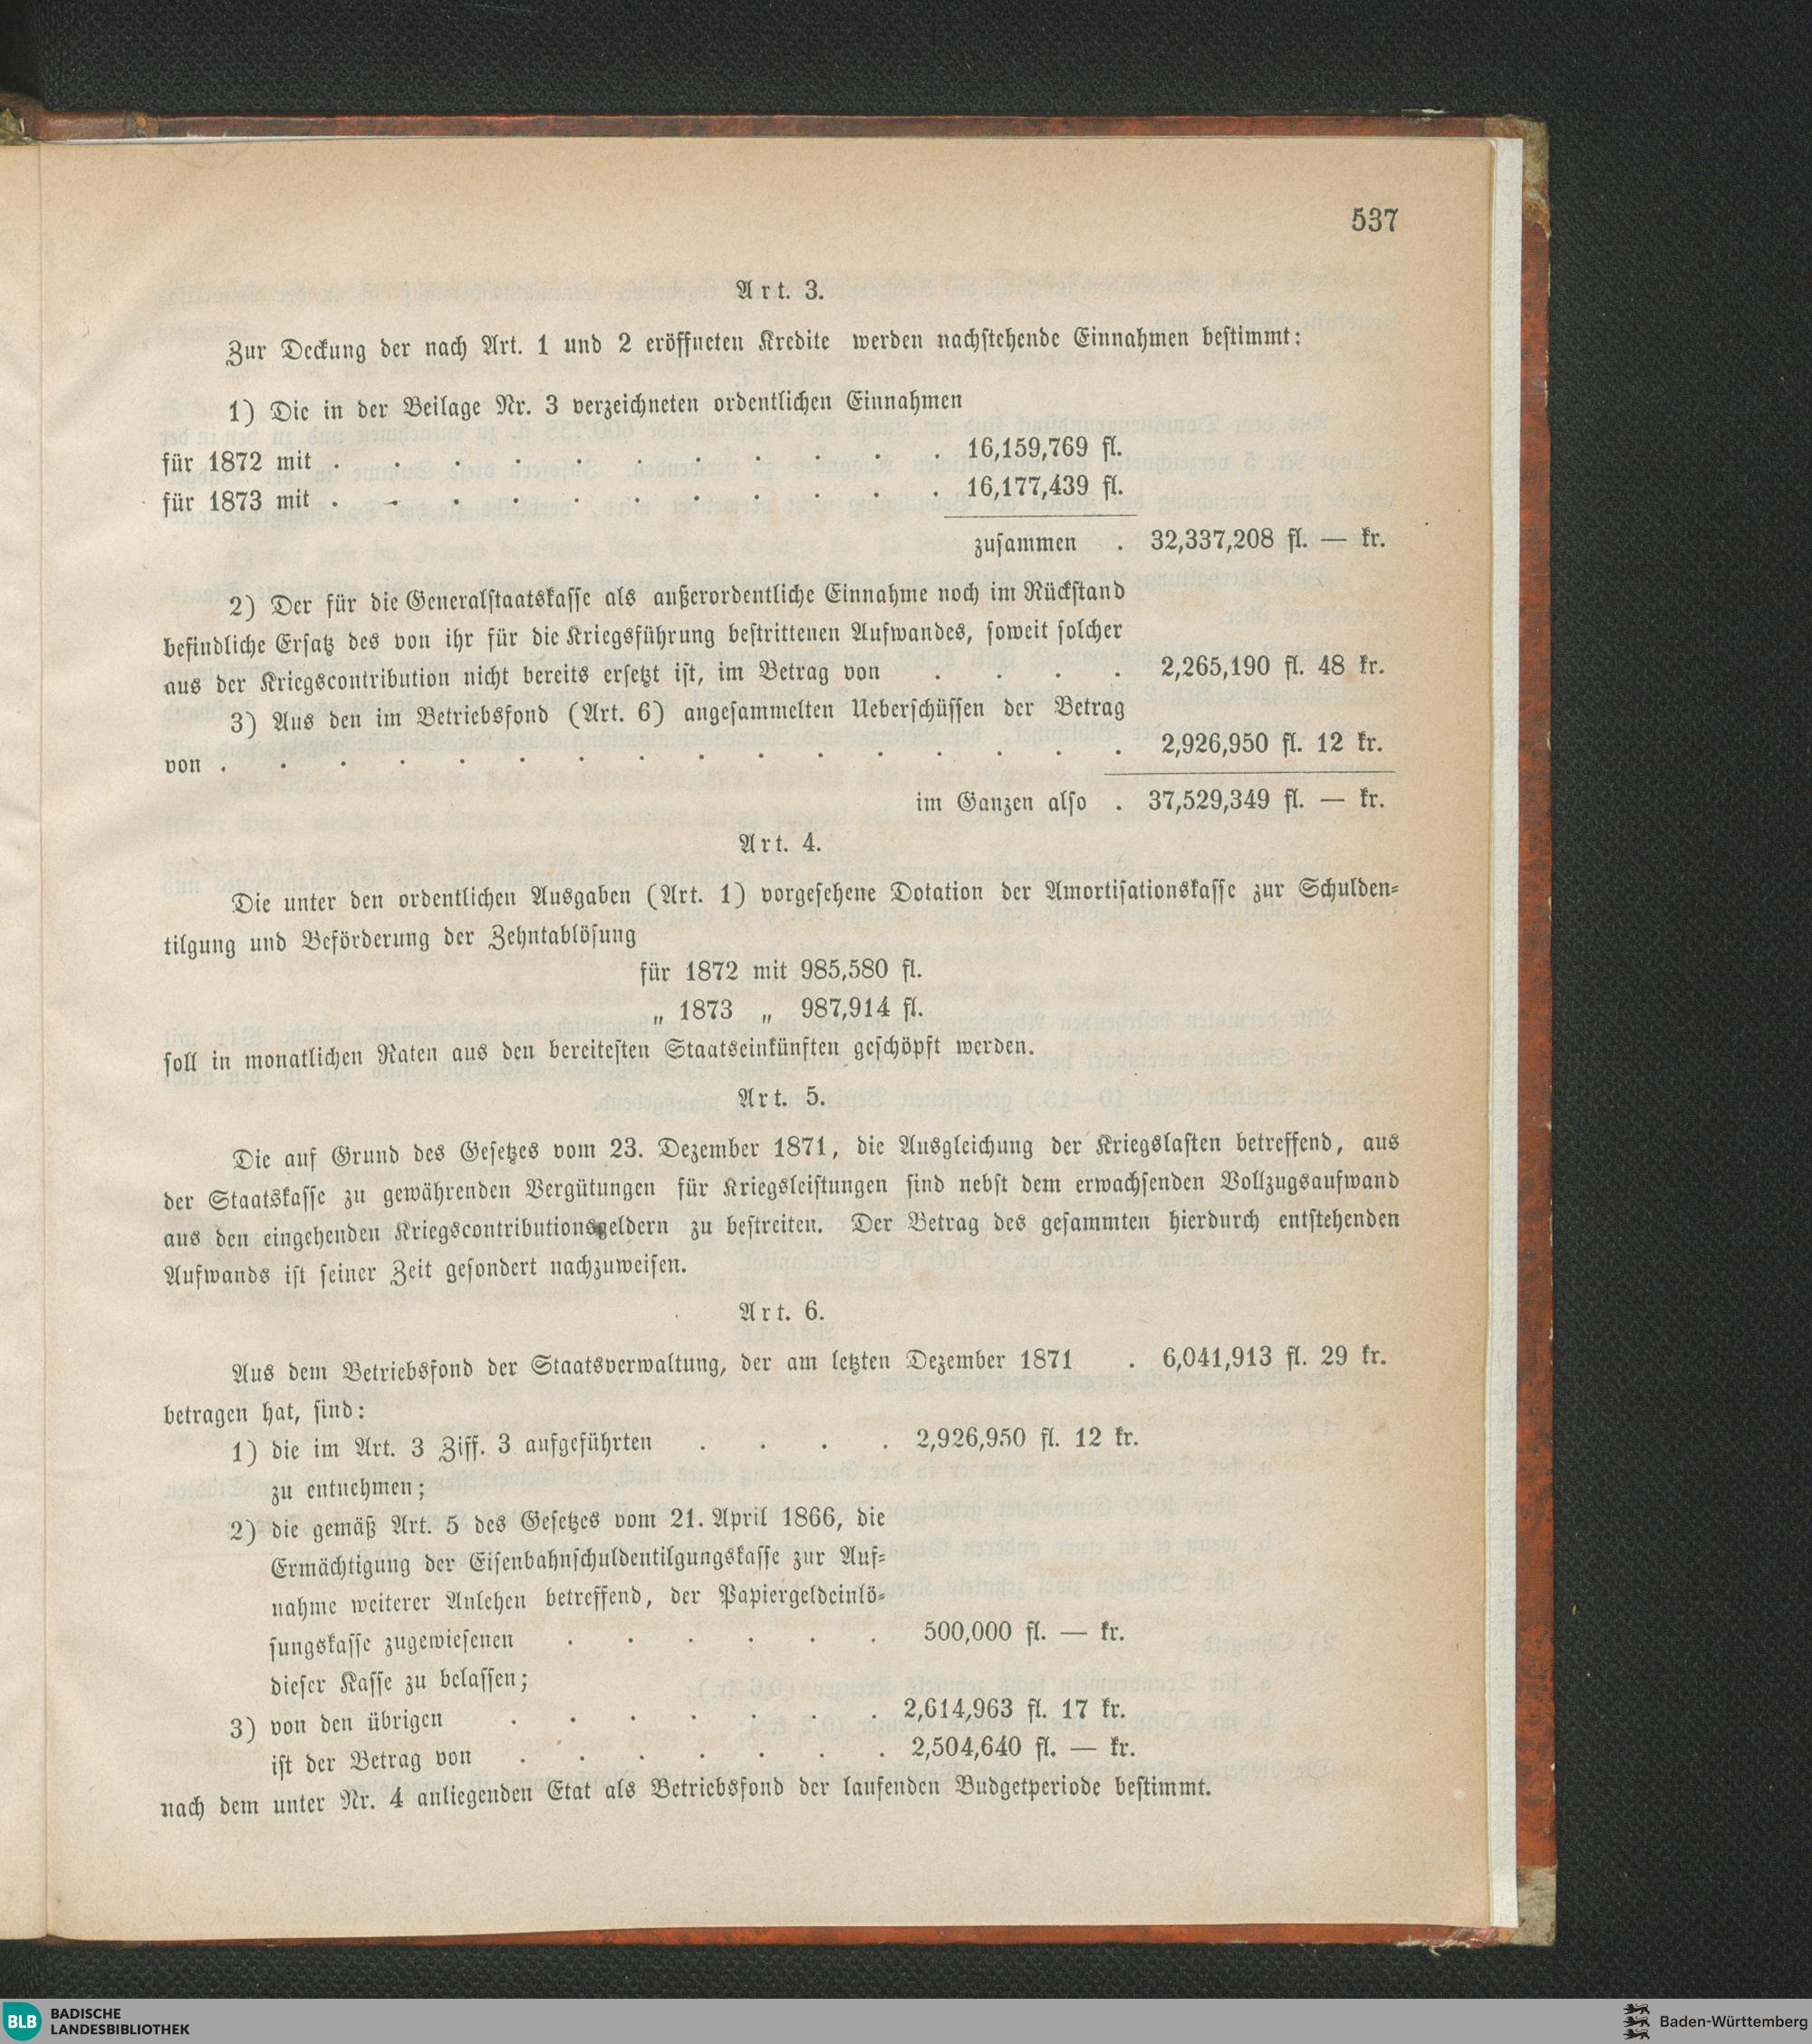 537
Art. 3.
Zur Deckung der nach Art. 1 und 2 eröffneten Kredite werden nachstehende Einnahmen bestimmt:
1) Die in der Beilage Nr. 3 verzeichneten ordentlichen Einnahmen
für 1872 mit . . . . . . . . . . . 16,159,769 fl.
für 1873 mit . . . . . . . . . . . 16,177,439 fl.
zusammen . 32,337,208 fl. — kr.
2) Der für die Generalstaatskasse als außerordentliche Einnahme noch im Rückstand
befindliche Ersatz des von ihr für die Kriegsführung bestrittenen Aufwandes, soweit solcher
aus der Kriegscontribution nicht bereits ersetzt ist, im Betrag von . . . . 2,265,190 fl. 48 kr.
3) Aus den im Betriebsfond (Art. 6) angesammelten Ueberschüssen der Betrag
von . . . . . . . . . . . . . . . . 2,926,950 fl. 12 kr.
im Ganzen also . 37,529,349 fl. — kr.
Art. 4.
Die unter den ordentlichen Ausgaben (Art. 1) vorgesehene Dotation der Amortisationskasse zur Schulden-
tilgung und Beförderung der Zehntablösung
für 1872 mit 985,580 fl.
„ 1873 „ 987,914 fl.
soll in monatlichen Raten aus den bereitesten Staatseinkünften geschöpft werden.
Art. 5.
Die auf Grund des Gesetzes vom 23. Dezember 1871, die Ausgleichung der Kriegslasten betreffend, aus
der Staatskasse zu gewährenden Vergütungen für Kriegsleistungen sind nebst dem erwachsenden Vollzugsaufwand
aus den eingehenden Kriegscontributionsgeldern zu bestreiten. Der Betrag des gesammten hierdurch entstehenden
Aufwands ist seiner Zeit gesondert nachzuweisen.
Art. 6.
Aus dem Betriebsfond der Staatsverwaltung, der am letzten Dezember 1871 . 6,041,913 fl. 29 kr.
betragen hat, sind:
1) die im Art. 3 Ziff. 3 aufgeführten . . . . 2,926,950 fl. 12 kr.
zu entnehmen;
2) die gemäß Art. 5 des Gesetzes vom 21. April 1866, die
Ermächtigung der Eisenbahnschuldentilgungskasse zur Auf-
nahme weiterer Anlehen betreffend, der Papiergeldeinlö-
sungskasse zugewiesenen . . . . . . 500,000 fl. — kr.
dieser Kasse zu belassen;
3) von den übrigen . . . . . . . 2,614,963 fl. 17 kr.
ist der Betrag von . . . . . . . 2,504,640 fl. — kr.
nach dem unter Nr. 4 anliegenden Etat als Betriebsfond der laufenden Budgetperiode bestimmt.
BLB BADISCHE
LANDESBIBLIOTHEK
Baden-Württemberg